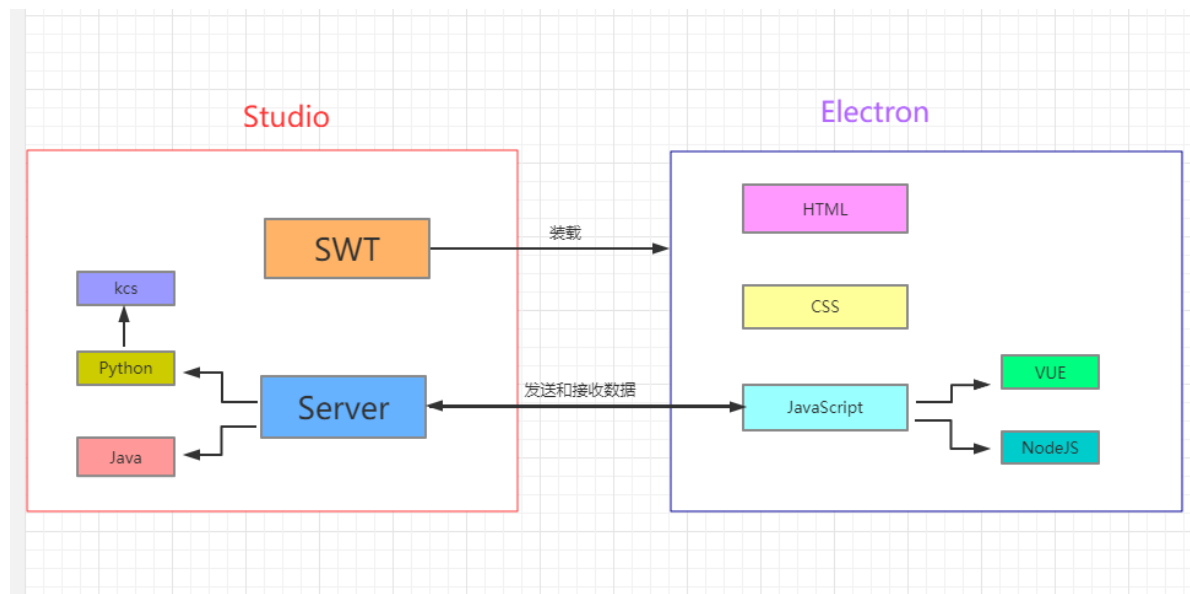 Studio
Electron
SWT
装载
HTML
kcs
CSS
Python
Server
发送和接收数据
JavaScript
VUE
Java
NodeJS